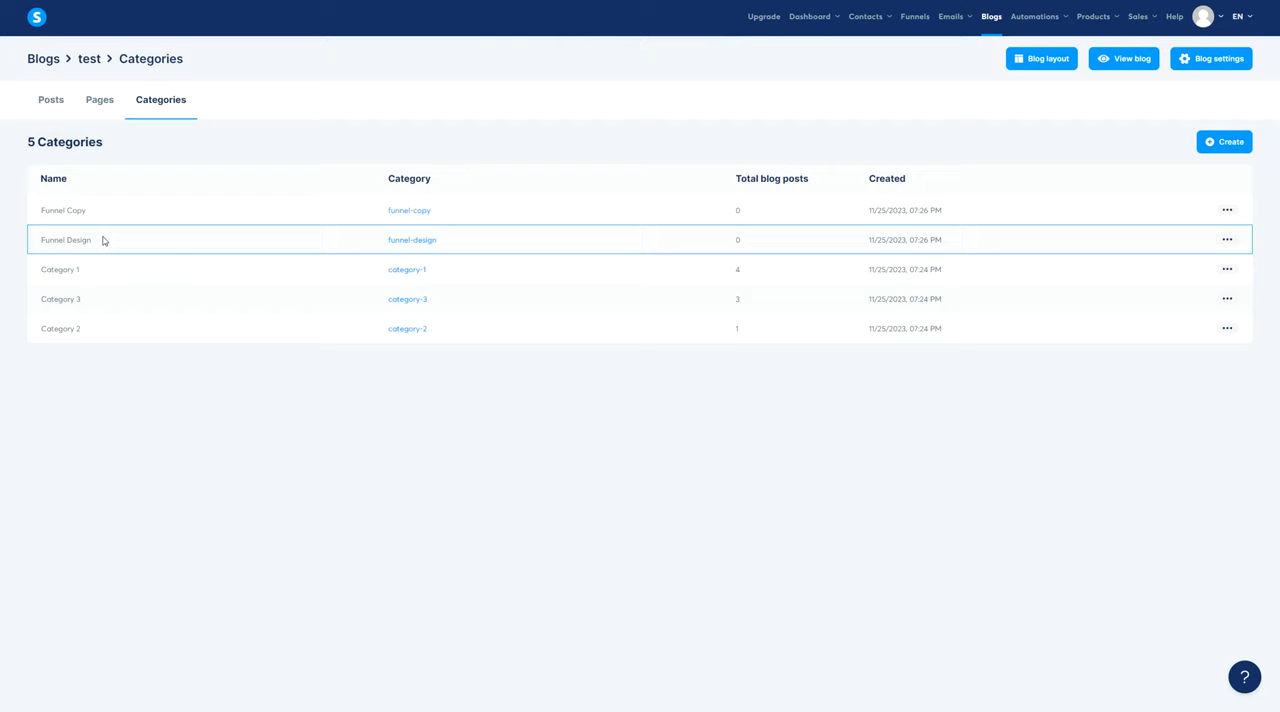 S Upgrade Dashboard Contacts Funnels Emails Blogs Automations Products Sales Help EN
Blogs > test > Categories Blog layout View blog Blog settings
Posts Pages Categories
5 Categories Create
Name Category Total blog posts Created
Funnel Copy funnel-copy 0 11/25/2023, 07:26 PM
Funnel Design funnel-design 0 11/25/2023, 07:26 PM
Category 1 category-1 4 11/25/2023, 07:24 PM
Category 3 category-3 3 11/25/2023, 07:24 PM
Category 2 category-2 1 11/25/2023, 07:24 PM
?